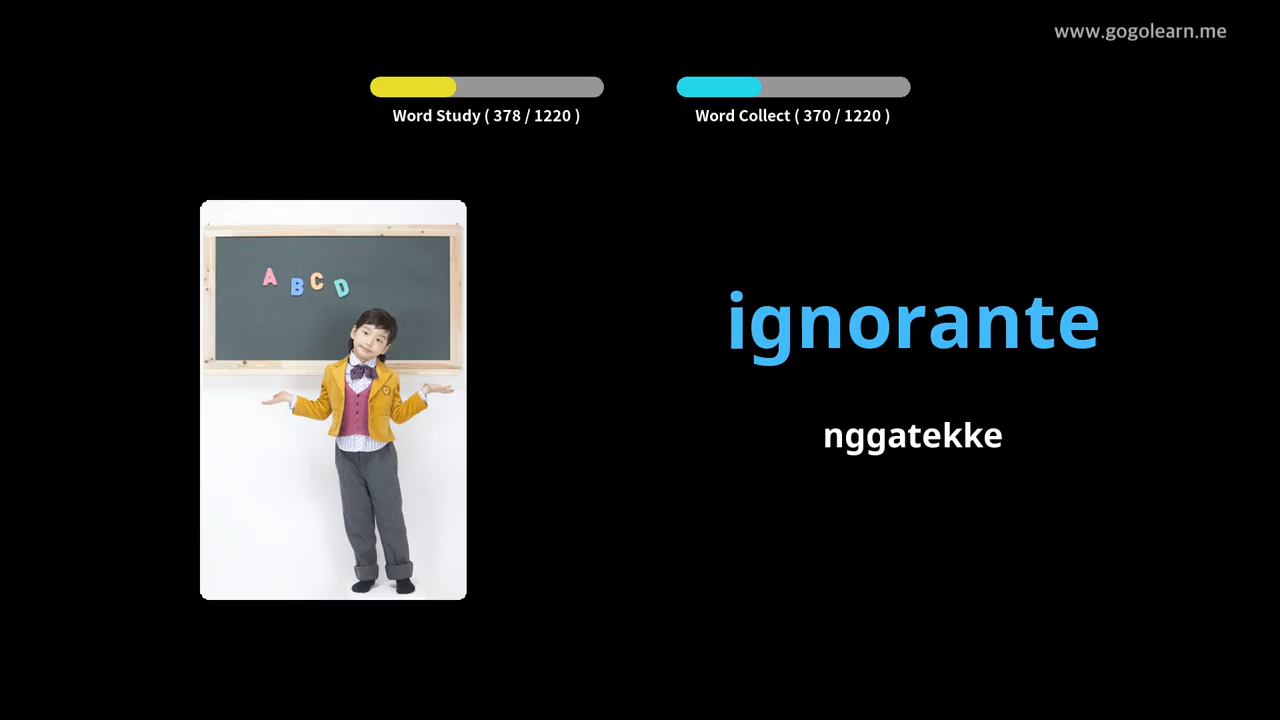 www.gogolearn.me
Word Study ( 378 / 1220 )
Word Collect ( 370 / 1220 )
A B C D
ignorante
nggatekke